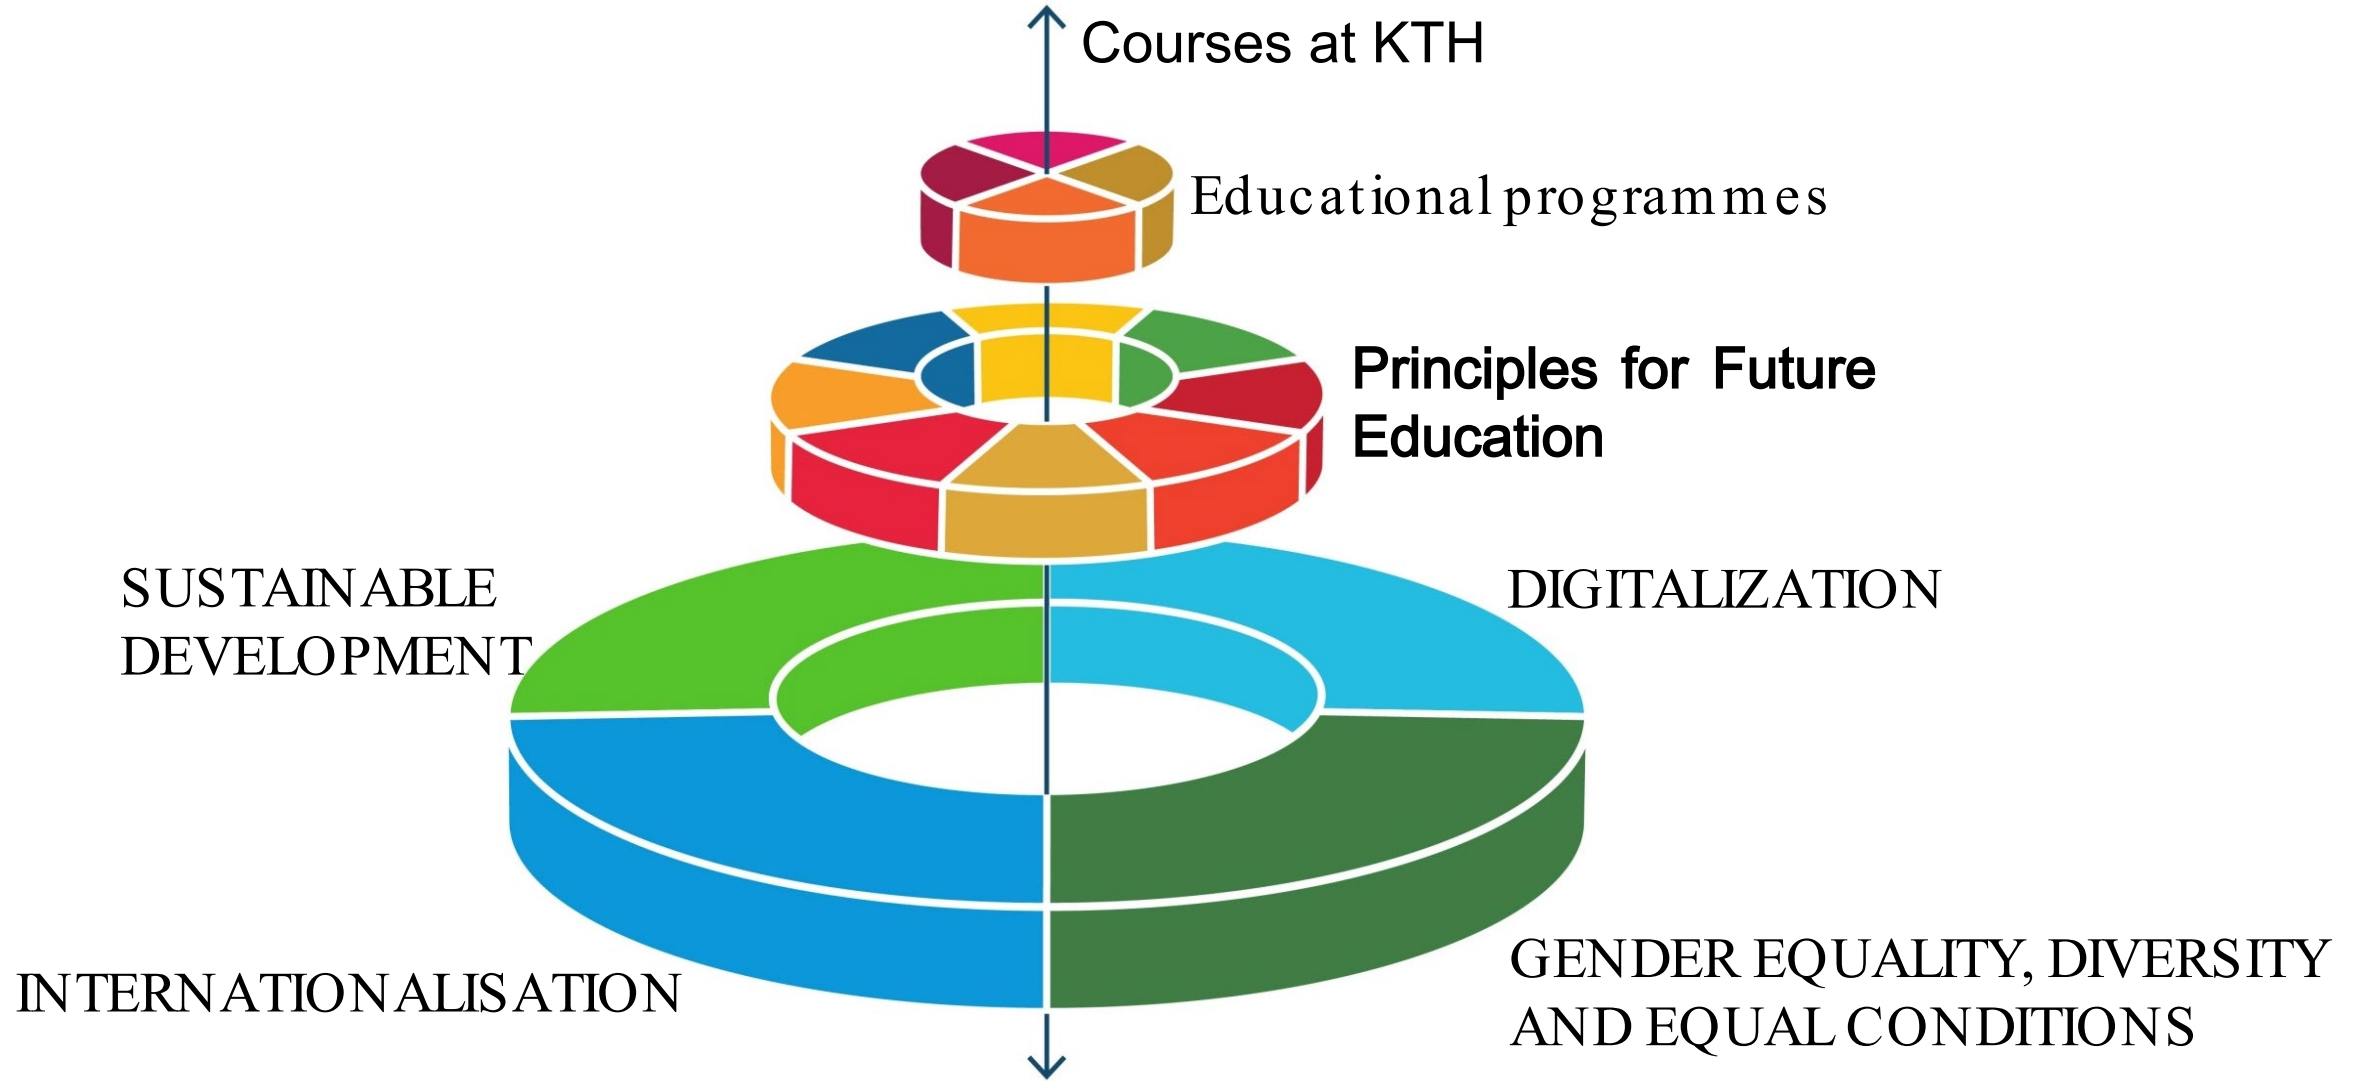 Courses at KTH
Educational programmes
Principles for Future
Education
SUSTAINABLE
DEVELOPMENT
DIGITALIZATION
INTERNATIONALISATION
GENDER EQUALITY, DIVERSITY
AND EQUAL CONDITIONS